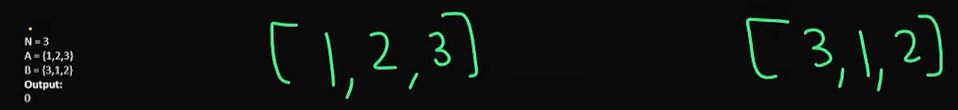 N = 3
A = {1,2,3}
B = {3,1,2}
Output:
0
[1,2,3]
[3,1,2]